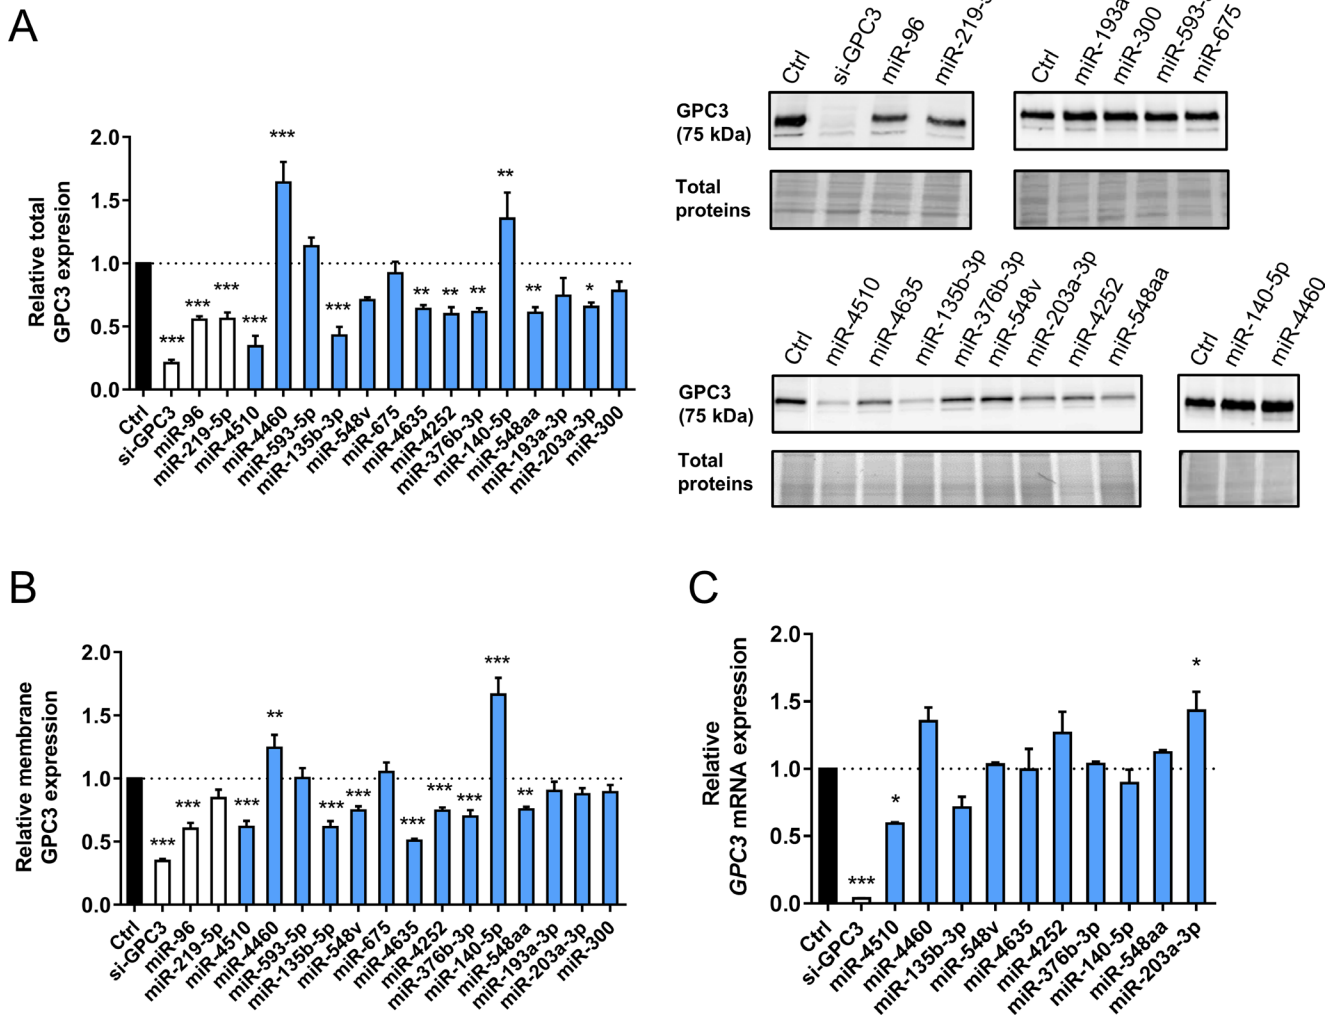 A
Relative total
GPC3 expresion
2.0
1.5
1.0
0.5
0.0
***
***
***
***
***
***
**
**
**
**
**
*
Ctrl
si-GPC3
miR-96
miR-219-5p
miR-4510
miR-4460
miR-593-5p
miR-135b-3p
miR-548v
miR-675
miR-4635
miR-4252
miR-376b-3p
miR-140-5p
miR-548aa
miR-193a-3p
miR-203a-3p
miR-300
Ctrl
si-GPC3
miR-96
Ctrl
miR-300
miR-675
GPC3
(75 kDa)
Total
proteins
Ctrl
miR-4510
miR-4635
miR-135b-3p
miR-376b-3p
miR-548v
miR-203a-3p
miR-4252
miR-548aa
Ctrl
miR-140-5p
miR-4460
GPC3
(75 kDa)
Total
proteins
B
Relative membrane
GPC3 expression
2.0
1.5
1.0
0.5
0.0
***
***
***
**
***
***
***
***
***
***
**
Ctrl
si-GPC3
miR-96
miR-219-5p
miR-4510
miR-4460
miR-593-5p
miR-135b-5p
miR-548v
miR-675
miR-4635
miR-4252
miR-376b-3p
miR-140-5p
miR-548aa
miR-193a-3p
miR-203a-3p
miR-300
C
Relative
GPC3 mRNA expression
2.0
1.5
1.0
0.5
0.0
***
*
*
Ctrl
si-GPC3
miR-4510
miR-4460
miR-135b-3p
miR-548v
miR-4635
miR-4252
miR-376b-3p
miR-140-5p
miR-548aa
miR-203a-3p